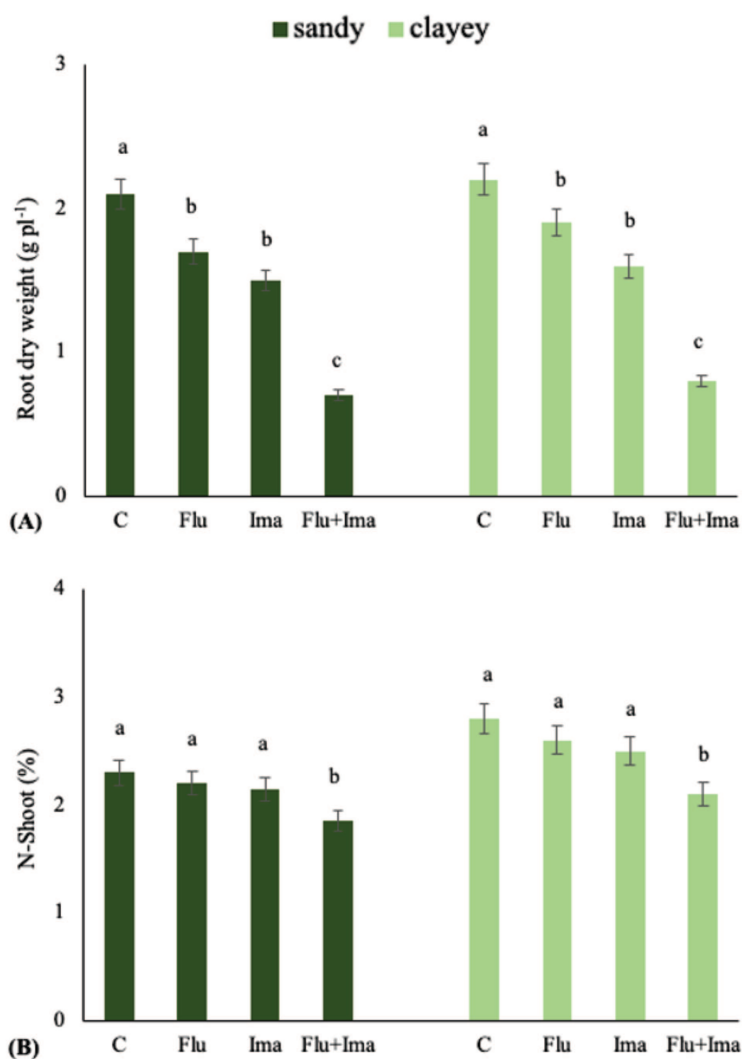 sandy clayey
3
2
1
0
Root dry weight (g pl⁻¹)
a
b
b
c
a
b
b
c
(A)
C Flu Ima Flu+Ima C Flu Ima Flu+Ima
4
3
2
1
0
N-Shoot (%)
a
a
a
b
a
a
a
b
(B)
C Flu Ima Flu+Ima C Flu Ima Flu+Ima